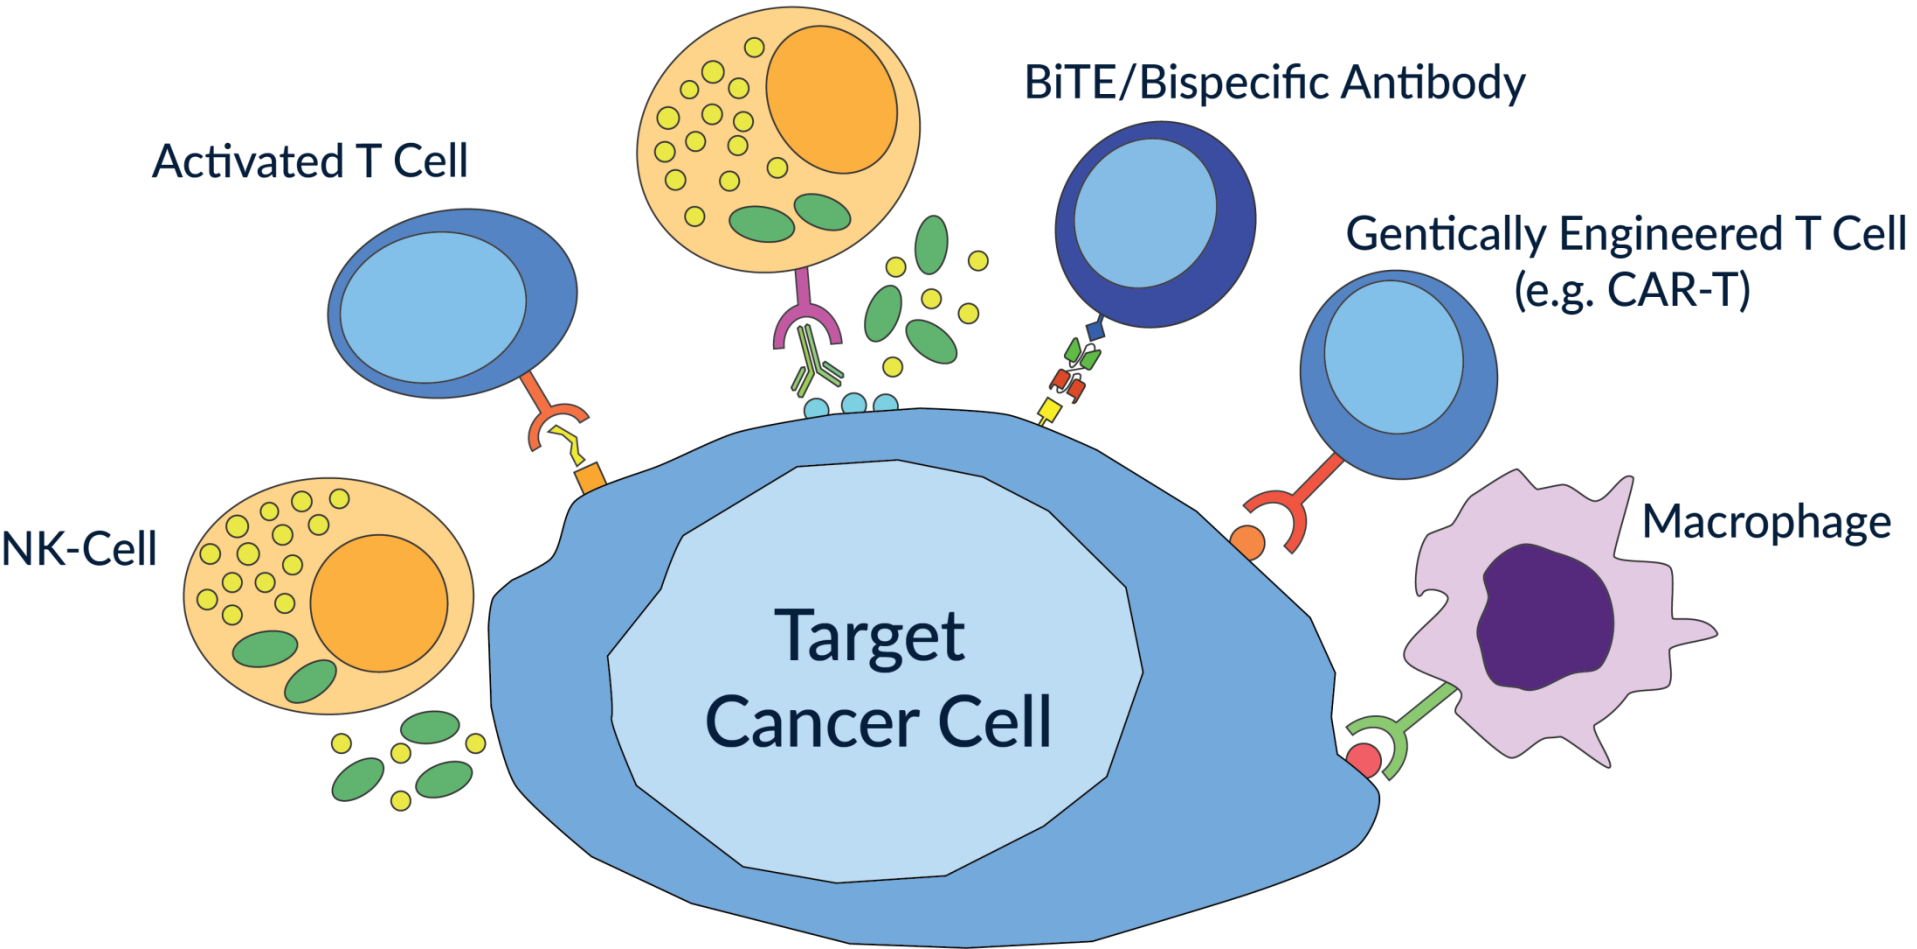 BiTE/Bispecific Antibody
Activated T Cell
Gentically Engineered T Cell
(e.g. CAR-T)
NK-Cell
Macrophage
Target
Cancer Cell